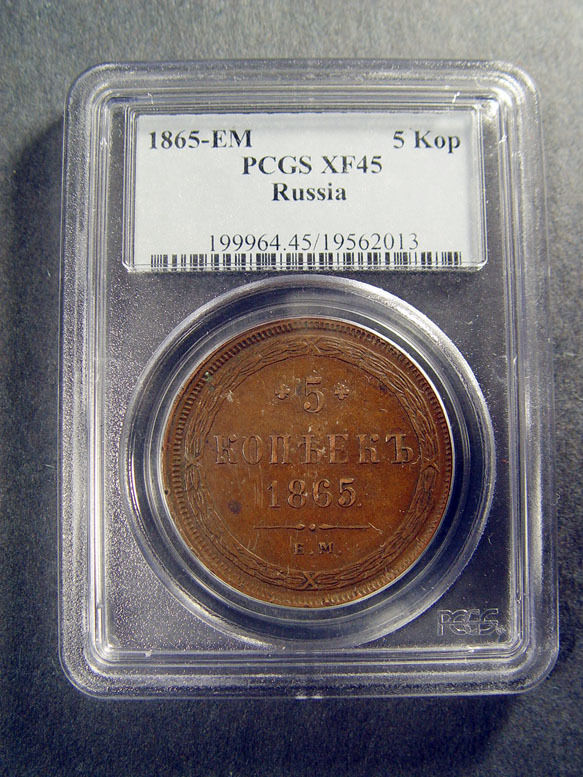 1865-EM 5 Kop
PCGS XF45
Russia
199964.45/19562013
5
КОПѢЕКЪ
1865.
Е.М.
PCGS